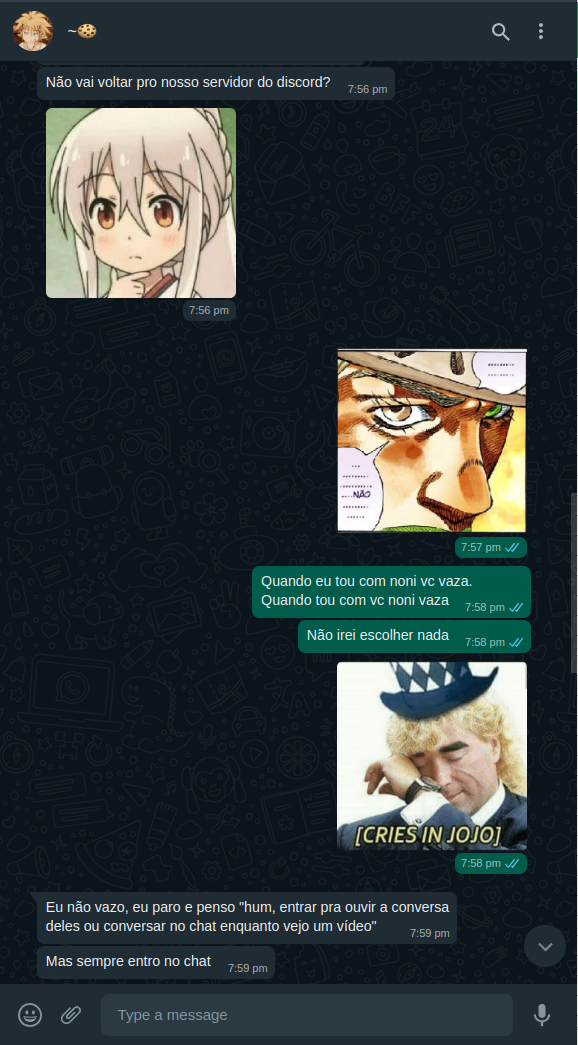 ~🍪
Não vai voltar pro nosso servidor do discord?
7:56 pm
7:56 pm
NÃO
7:57 pm
Quando eu tou com noni vc vaza.
Quando tou com vc noni vaza
7:58 pm
Não irei escolher nada
7:58 pm
[CRIES IN JOJO]
7:58 pm
Eu não vazo, eu paro e penso "hum, entrar pra ouvir a conversa
deles ou conversar no chat enquanto vejo um vídeo"
7:59 pm
Mas sempre entro no chat
7:59 pm
Type a message